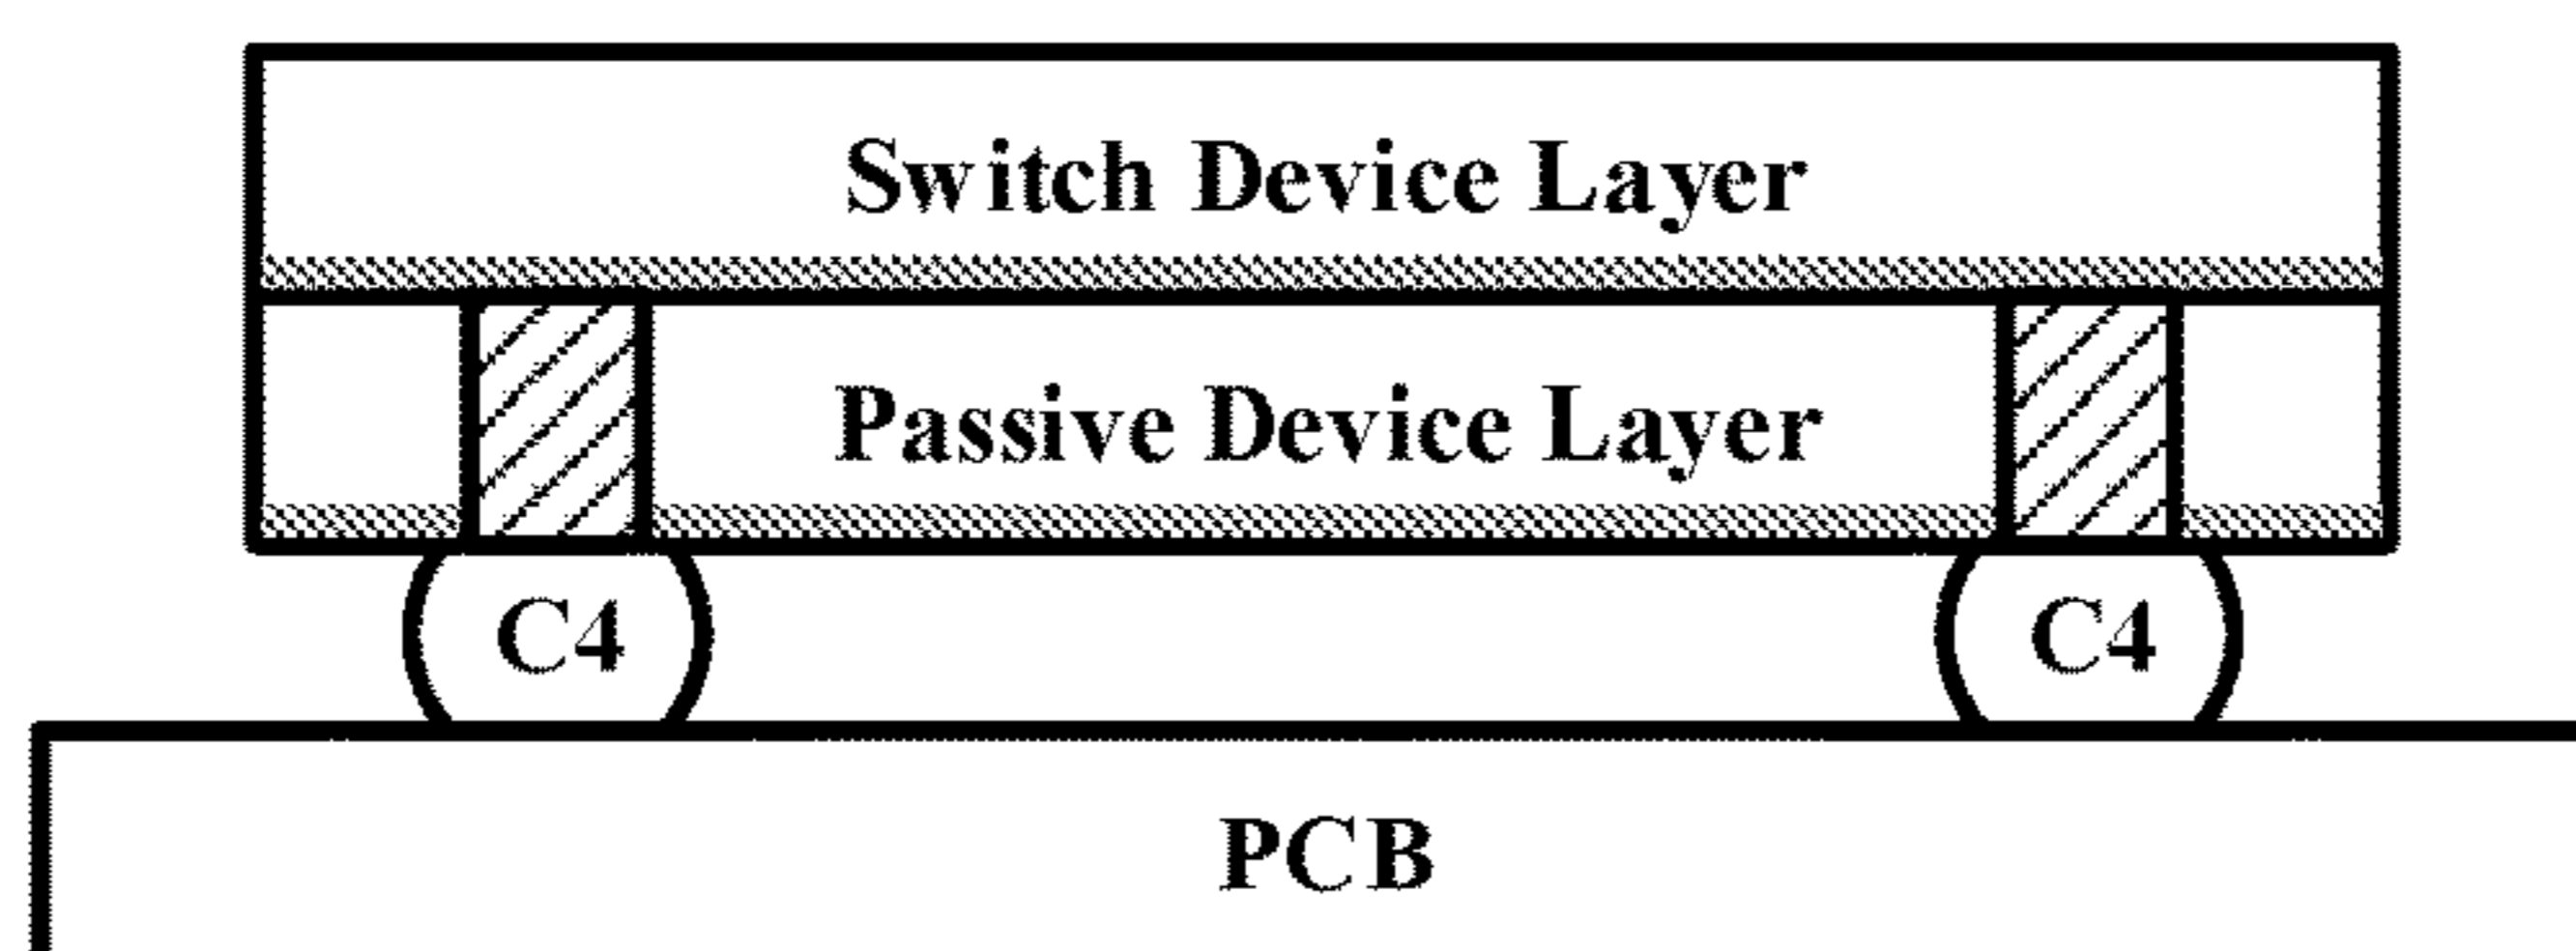 Switch Device Layer
Passive Device Layer
C4 C4
PCB